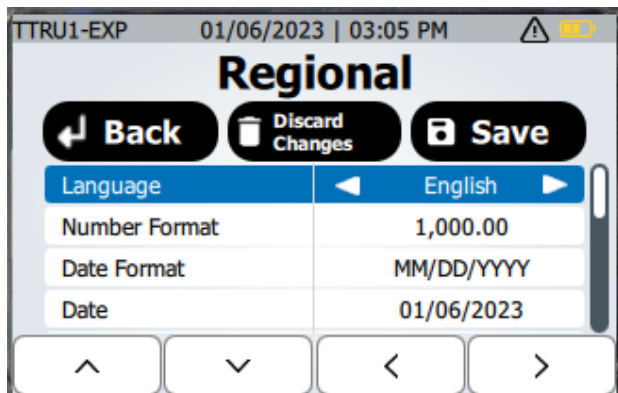 TTRU1-EXP 01/06/2023 | 03:05 PM
Regional
Back
Discard
Changes
Save
Language English
Number Format 1,000.00
Date Format MM/DD/YYYY
Date 01/06/2023